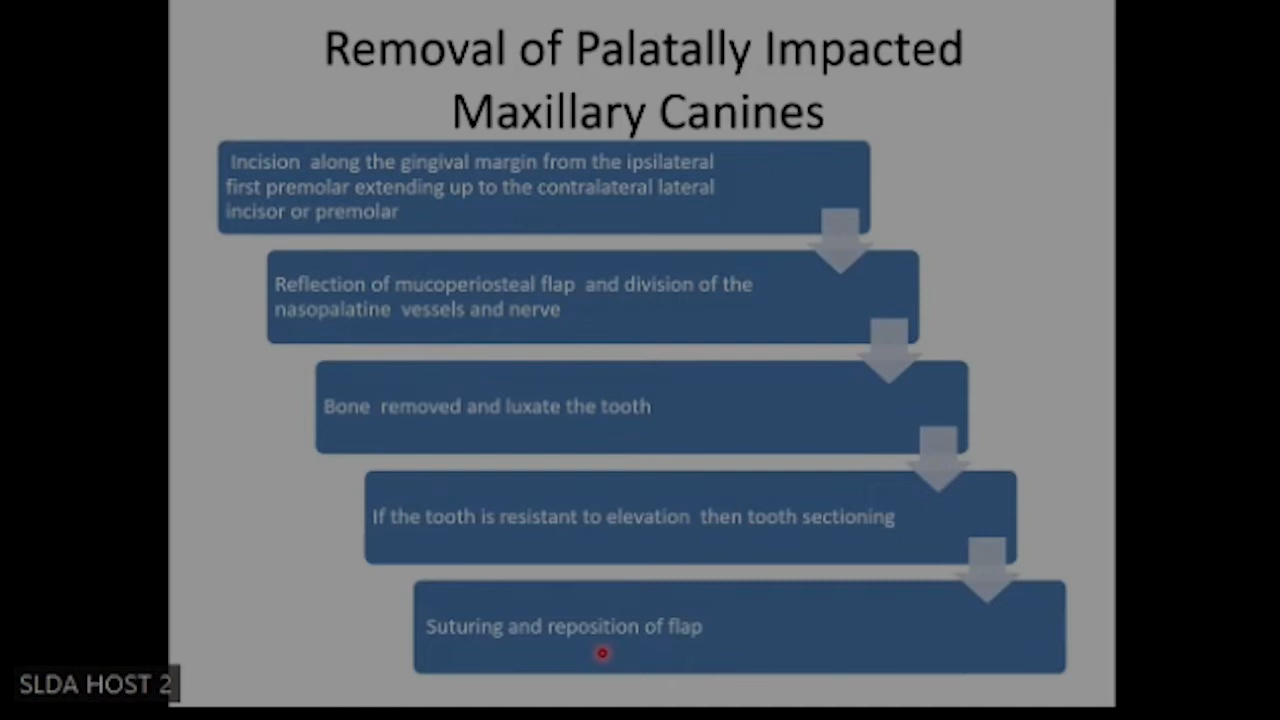 Removal of Palatally Impacted
Maxillary Canines
Incision along the gingival margin from the ipsilateral
first premolar extending up to the contralateral lateral
incisor or premolar
Reflection of mucoperiosteal flap and division of the
nasopalatine vessels and nerve
Bone removed and luxate the tooth
If the tooth is resistant to elevation then tooth sectioning
Suturing and reposition of flap
SLDA HOST 2